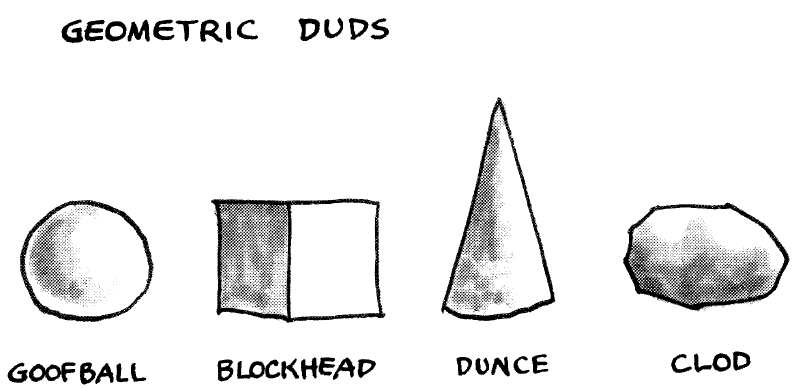 GEOMETRIC DUDS
GOOFBALL BLOCKHEAD DUNCE CLOD